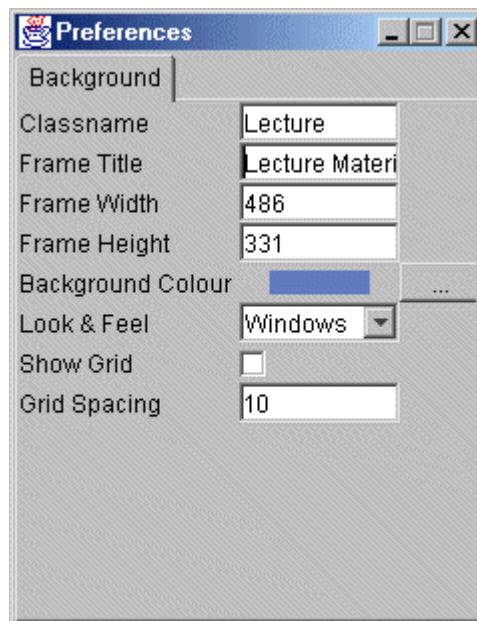 Preferences
Background
Classname Lecture
Frame Title Lecture Materi
Frame Width 486
Frame Height 331
Background Colour ...
Look & Feel Windows
Show Grid
Grid Spacing 10